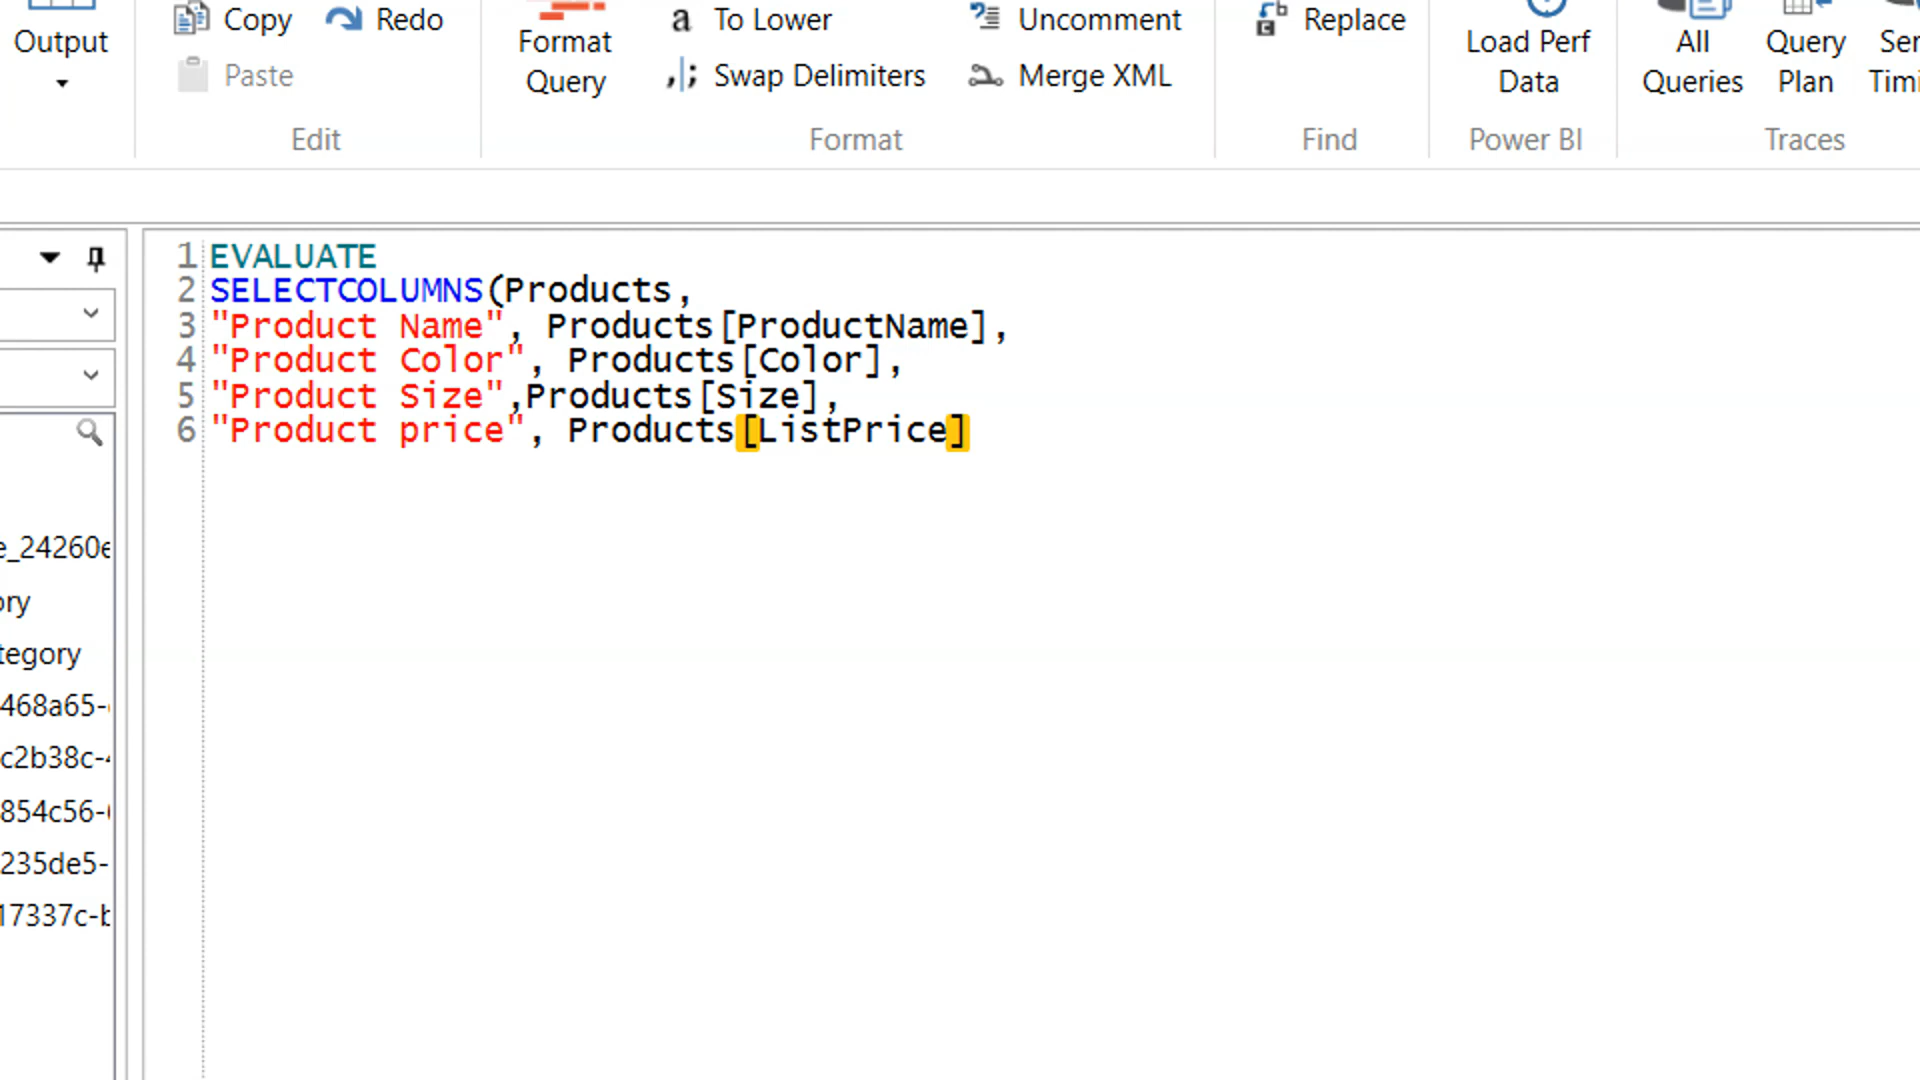 Output
Copy
Redo
Paste
Edit
Format
Query
a To Lower
Swap Delimiters
Uncomment
Merge XML
Format
Replace
Find
Load Perf
Data
Power BI
All
Queries
Query
Plan
Traces
1 EVALUATE
2 SELECTCOLUMNS(Products,
3 "Product Name", Products[ProductName],
4 "Product Color", Products[Color],
5 "Product Size",Products[Size],
6 "Product price", Products[ListPrice]
e_24260e
ory
tegory
468a65-
c2b38c-4
854c56-
235de5-
17337c-b